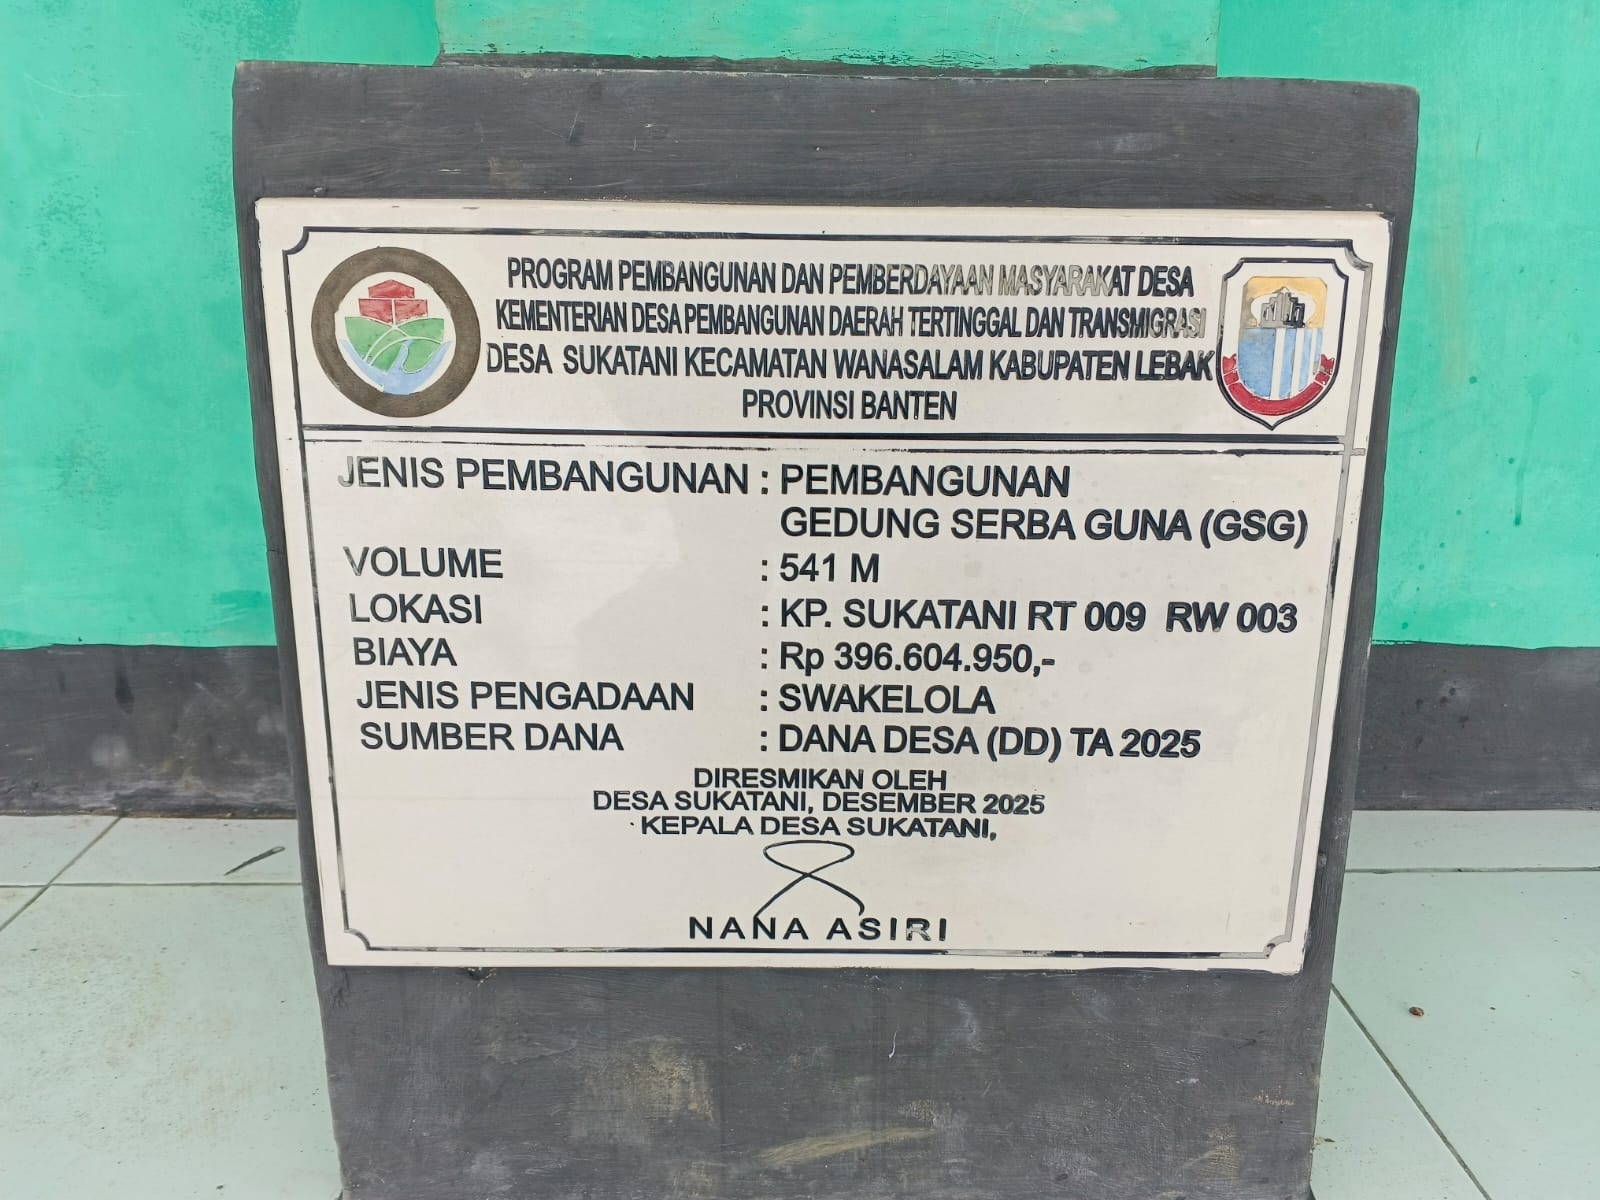 PROGRAM PEMBANGUNAN DAN PEMBERDAYAAN MASYARAKAT DESA
KEMENTERIAN DESA PEMBANGUNAN DAERAH TERTINGGAL DAN TRANSMIGRASI
DESA SUKATANI KECAMATAN WANASALAM KABUPATEN LEBAK
PROVINSI BANTEN
JENIS PEMBANGUNAN : PEMBANGUNAN
GEDUNG SERBA GUNA (GSG)
VOLUME : 541 M
LOKASI : KP. SUKATANI RT 009 RW 003
BIAYA : Rp 396.604.950,-
JENIS PENGADAAN : SWAKELOLA
SUMBER DANA : DANA DESA (DD) TA 2025
DIRESMIKAN OLEH
DESA SUKATANI, DESEMBER 2025
KEPALA DESA SUKATANI,
NANA ASIRI